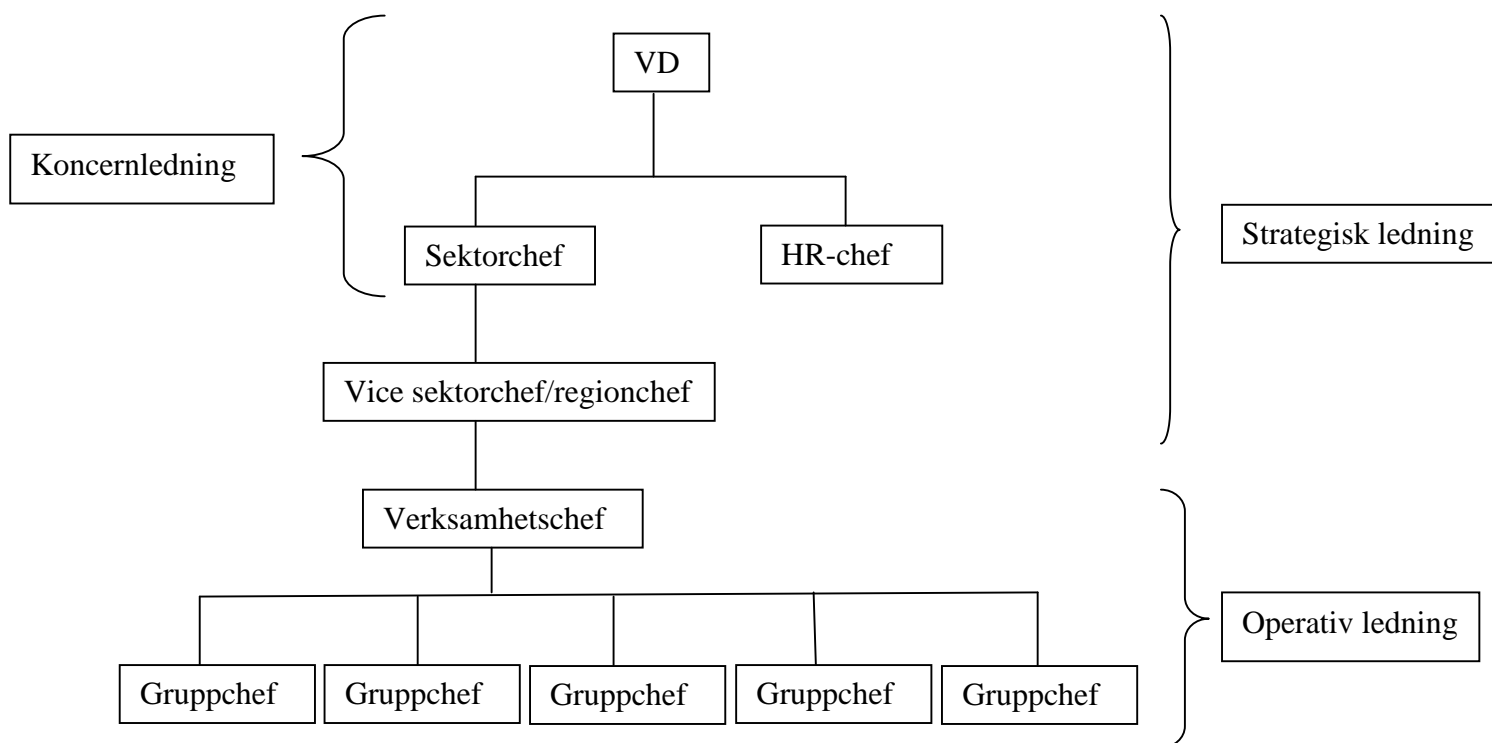 VD
Koncernledning
Strategisk ledning
Sektorchef
HR-chef
Vice sektorchef/regionchef
Verksamhetschef
Operativ ledning
Gruppchef
Gruppchef
Gruppchef
Gruppchef
Gruppchef